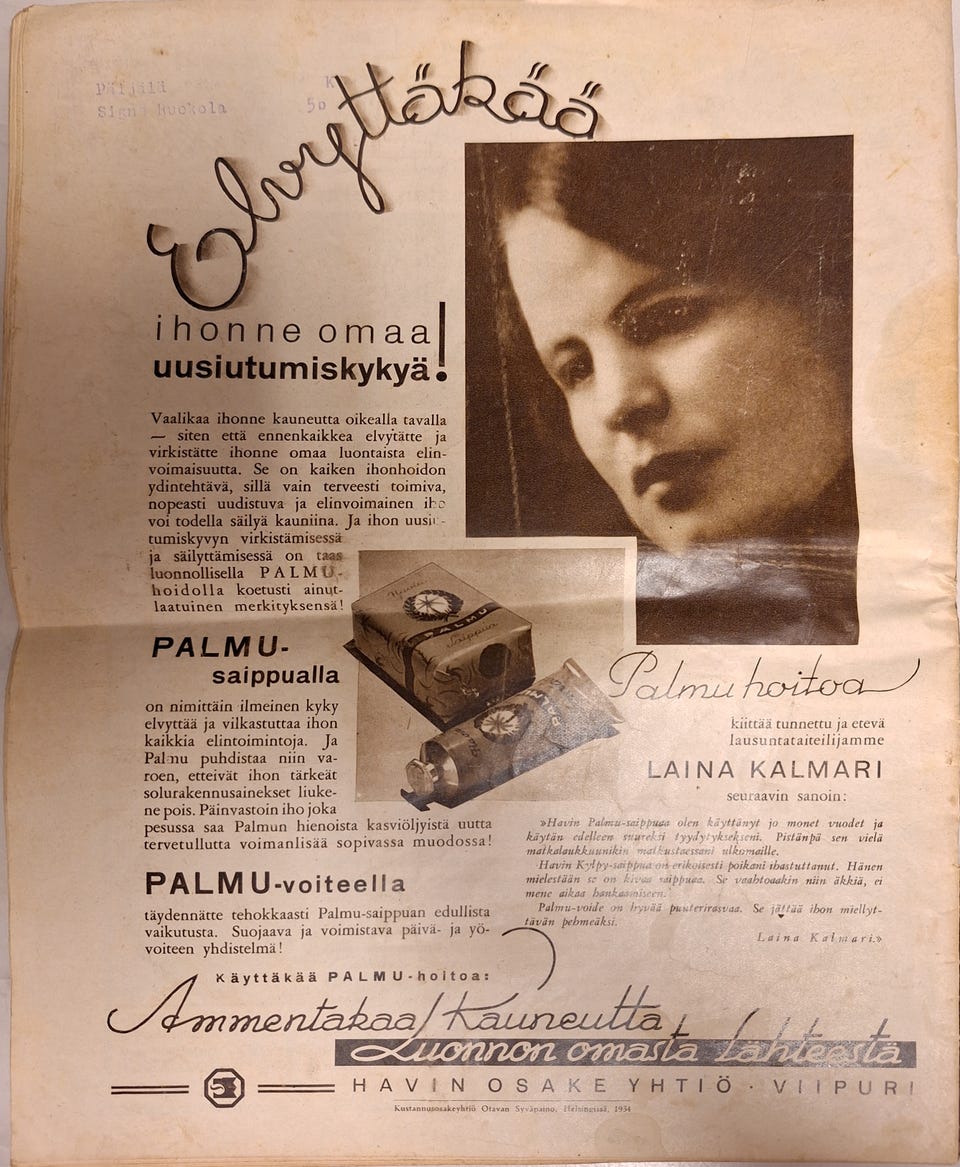 Päijälä
Signe Ruokola
50
Elvyttäkää
ihonne omaa
uusiutumiskykyä!
Vaalikaa ihonne kauneutta oikealla tavalla
— siten että ennenkaikkea elvytätte ja
virkistätte ihonne omaa luontaista elin-
voimaisuutta. Se on kaiken ihonhoidon
ydintehtävä, sillä vain terveesti toimiva,
nopeasti uudistuva ja elinvoimainen iho
voi todella säilyä kauniina. Ja ihon uusiu-
tumiskyvyn virkistämisessä
ja säilyttämisessä on taas
luonnollisella PALMU-
hoidolla koetusti ainut-
laatuinen merkityksensä!
PALMU-
saippualla
on nimittäin ilmeinen kyky
elvyttää ja vilkastuttaa ihon
kaikkia elintoimintoja. Ja
Palmu puhdistaa niin va-
roen, etteivät ihon tärkeät
solurakennusainekset liuke-
ne pois. Päinvastoin iho joka
pesussa saa Palmun hienoista kasviöljyistä uutta
tervetullutta voimanlisää sopivassa muodossa!
PALMU-voiteella
täydennätte tehokkaasti Palmu-saippuan edullista
vaikutusta. Suojaava ja voimistava päivä- ja yö-
voiteen yhdistelmä!
PALMU
Saippua
PALMU
Palmu hoitoa
kiittää tunnettu ja etevä
lausuntataiteilijamme
LAINA KALMARI
seuraavin sanoin:
»Havin Palmu-saippuaa olen käyttänyt jo monet vuodet ja
käytän edelleen suureksi tyydytyksekseni. Pistänpä sen vielä
matkalaukkuunikin matkustaessani ulkomaille.
Havin Kylpy-saippua on erikoisesti poikani ihastuttanut. Hänen
mielestään se on kivaa saippuaa. Se vaahtoaakin niin äkkiä, ei
mene aikaa hankaamiseen.
Palmu-voide on hyvää puuterirasvaa. Se jättää ihon miellyt-
tävän pehmeäksi.
Laina Kalmari.»
Käyttäkää PALMU-hoitoa:
Ammentakaa Kauneutta
Luonnon omasta Lähteestä
HAVIN OSAKEYHTIÖ · VIIPURI
Kustannusosakeyhtiö Otavan Syväpaino, Helsingissä, 1934